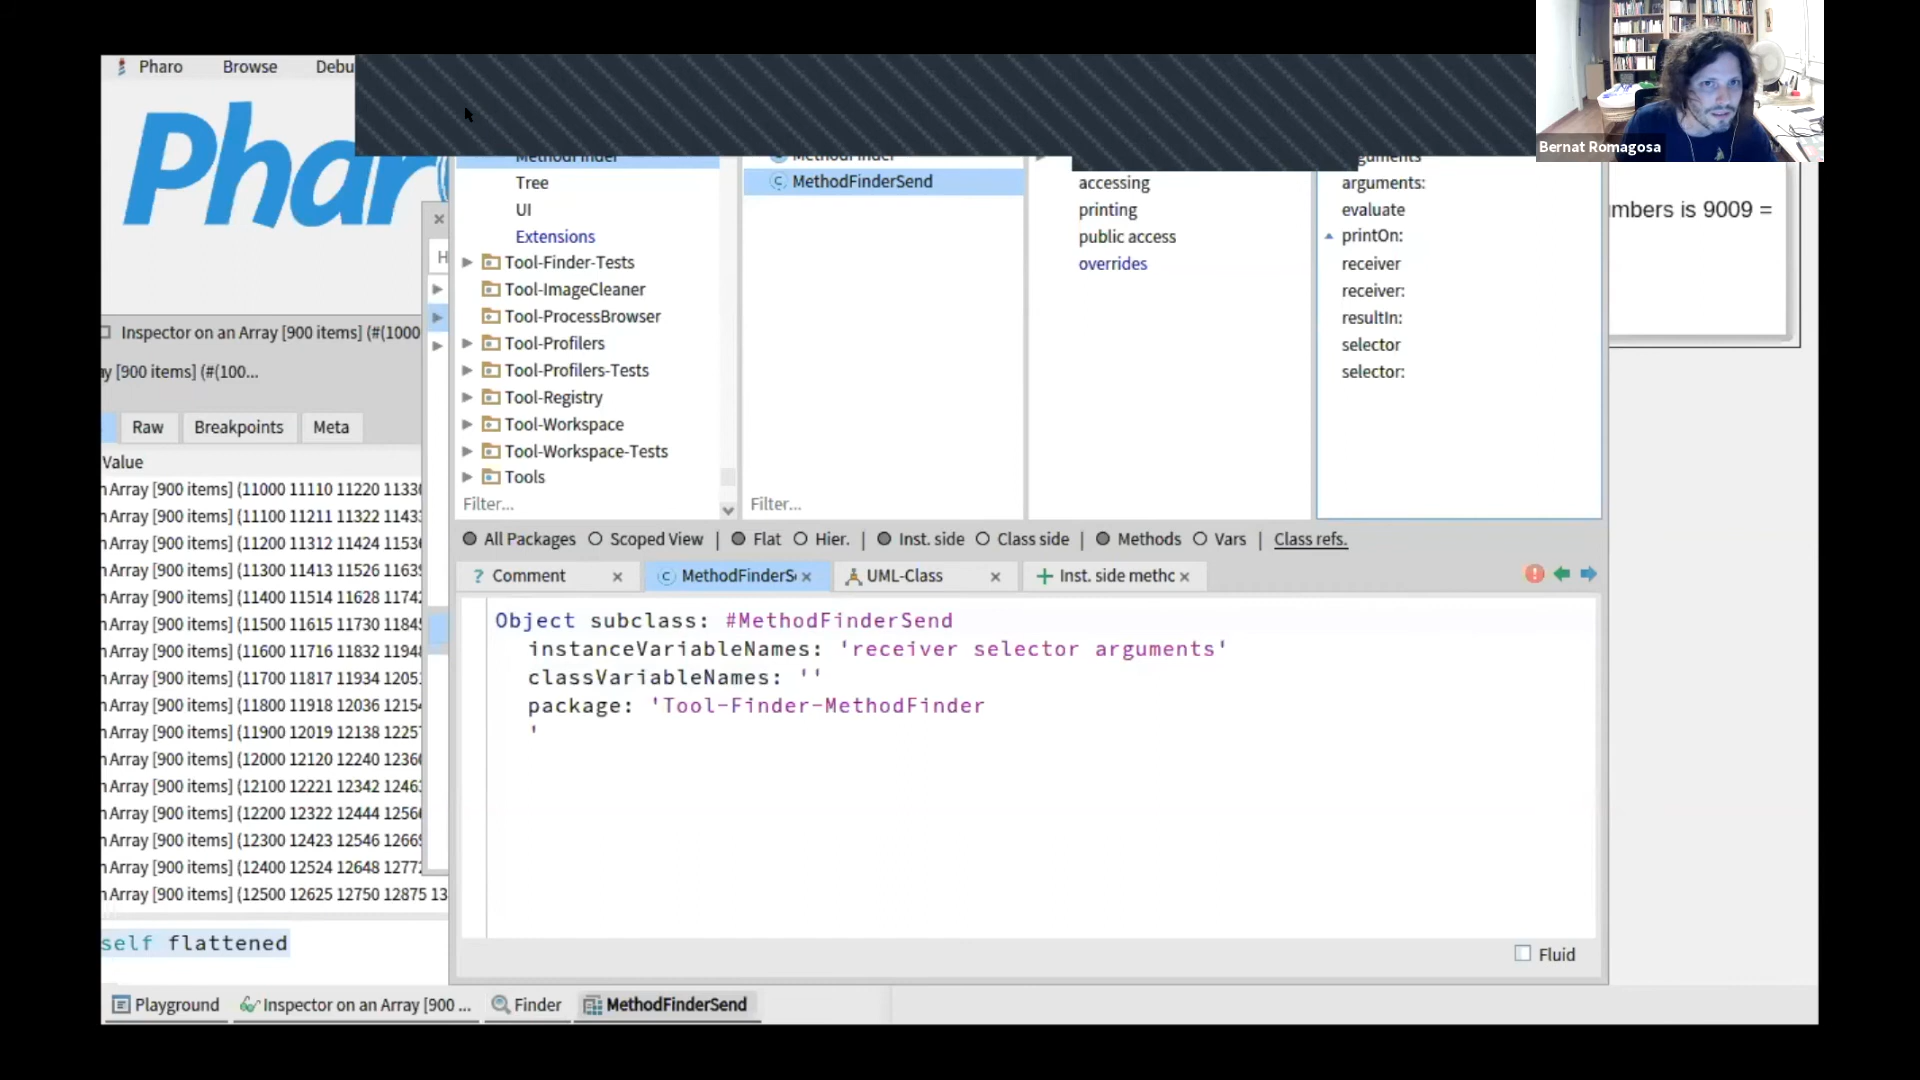 Pharo Browse Debu
Phar
Bernat Romagosa
MethodFinder
Tree
UI
Extensions
Tool-Finder-Tests
Tool-ImageCleaner
Tool-ProcessBrowser
Tool-Profilers
Tool-Profilers-Tests
Tool-Registry
Tool-Workspace
Tool-Workspace-Tests
Tools
Filter...
MethodFinder
MethodFinderSend
Filter...
accessing
printing
public access
overrides
guments
arguments:
evaluate
printOn:
receiver
receiver:
resultIn:
selector
selector:
mbers is 9009 =
H
Inspector on an Array [900 items] (#(1000
ay [900 items] (#(100...
Raw Breakpoints Meta
Value
n Array [900 items] (11000 11110 11220 1133
n Array [900 items] (11100 11211 11322 1143
n Array [900 items] (11200 11312 11424 1153
n Array [900 items] (11300 11413 11526 1163
n Array [900 items] (11400 11514 11628 1174
n Array [900 items] (11500 11615 11730 1184
n Array [900 items] (11600 11716 11832 1194
n Array [900 items] (11700 11817 11934 1205
n Array [900 items] (11800 11918 12036 1215
n Array [900 items] (11900 12019 12138 1225
n Array [900 items] (12000 12120 12240 1236
n Array [900 items] (12100 12221 12342 1246
n Array [900 items] (12200 12322 12444 1256
n Array [900 items] (12300 12423 12546 1266
n Array [900 items] (12400 12524 12648 1277
n Array [900 items] (12500 12625 12750 12875 13
self flattened
All Packages Scoped View | Flat Hier. | Inst. side Class side | Methods Vars | Class refs.
? Comment × MethodFinderS × UML-Class × Inst. side methc ×
Object subclass: #MethodFinderSend
instanceVariableNames: 'receiver selector arguments'
classVariableNames: ''
package: 'Tool-Finder-MethodFinder
'
Fluid
Playground Inspector on an Array [900 ... Finder MethodFinderSend